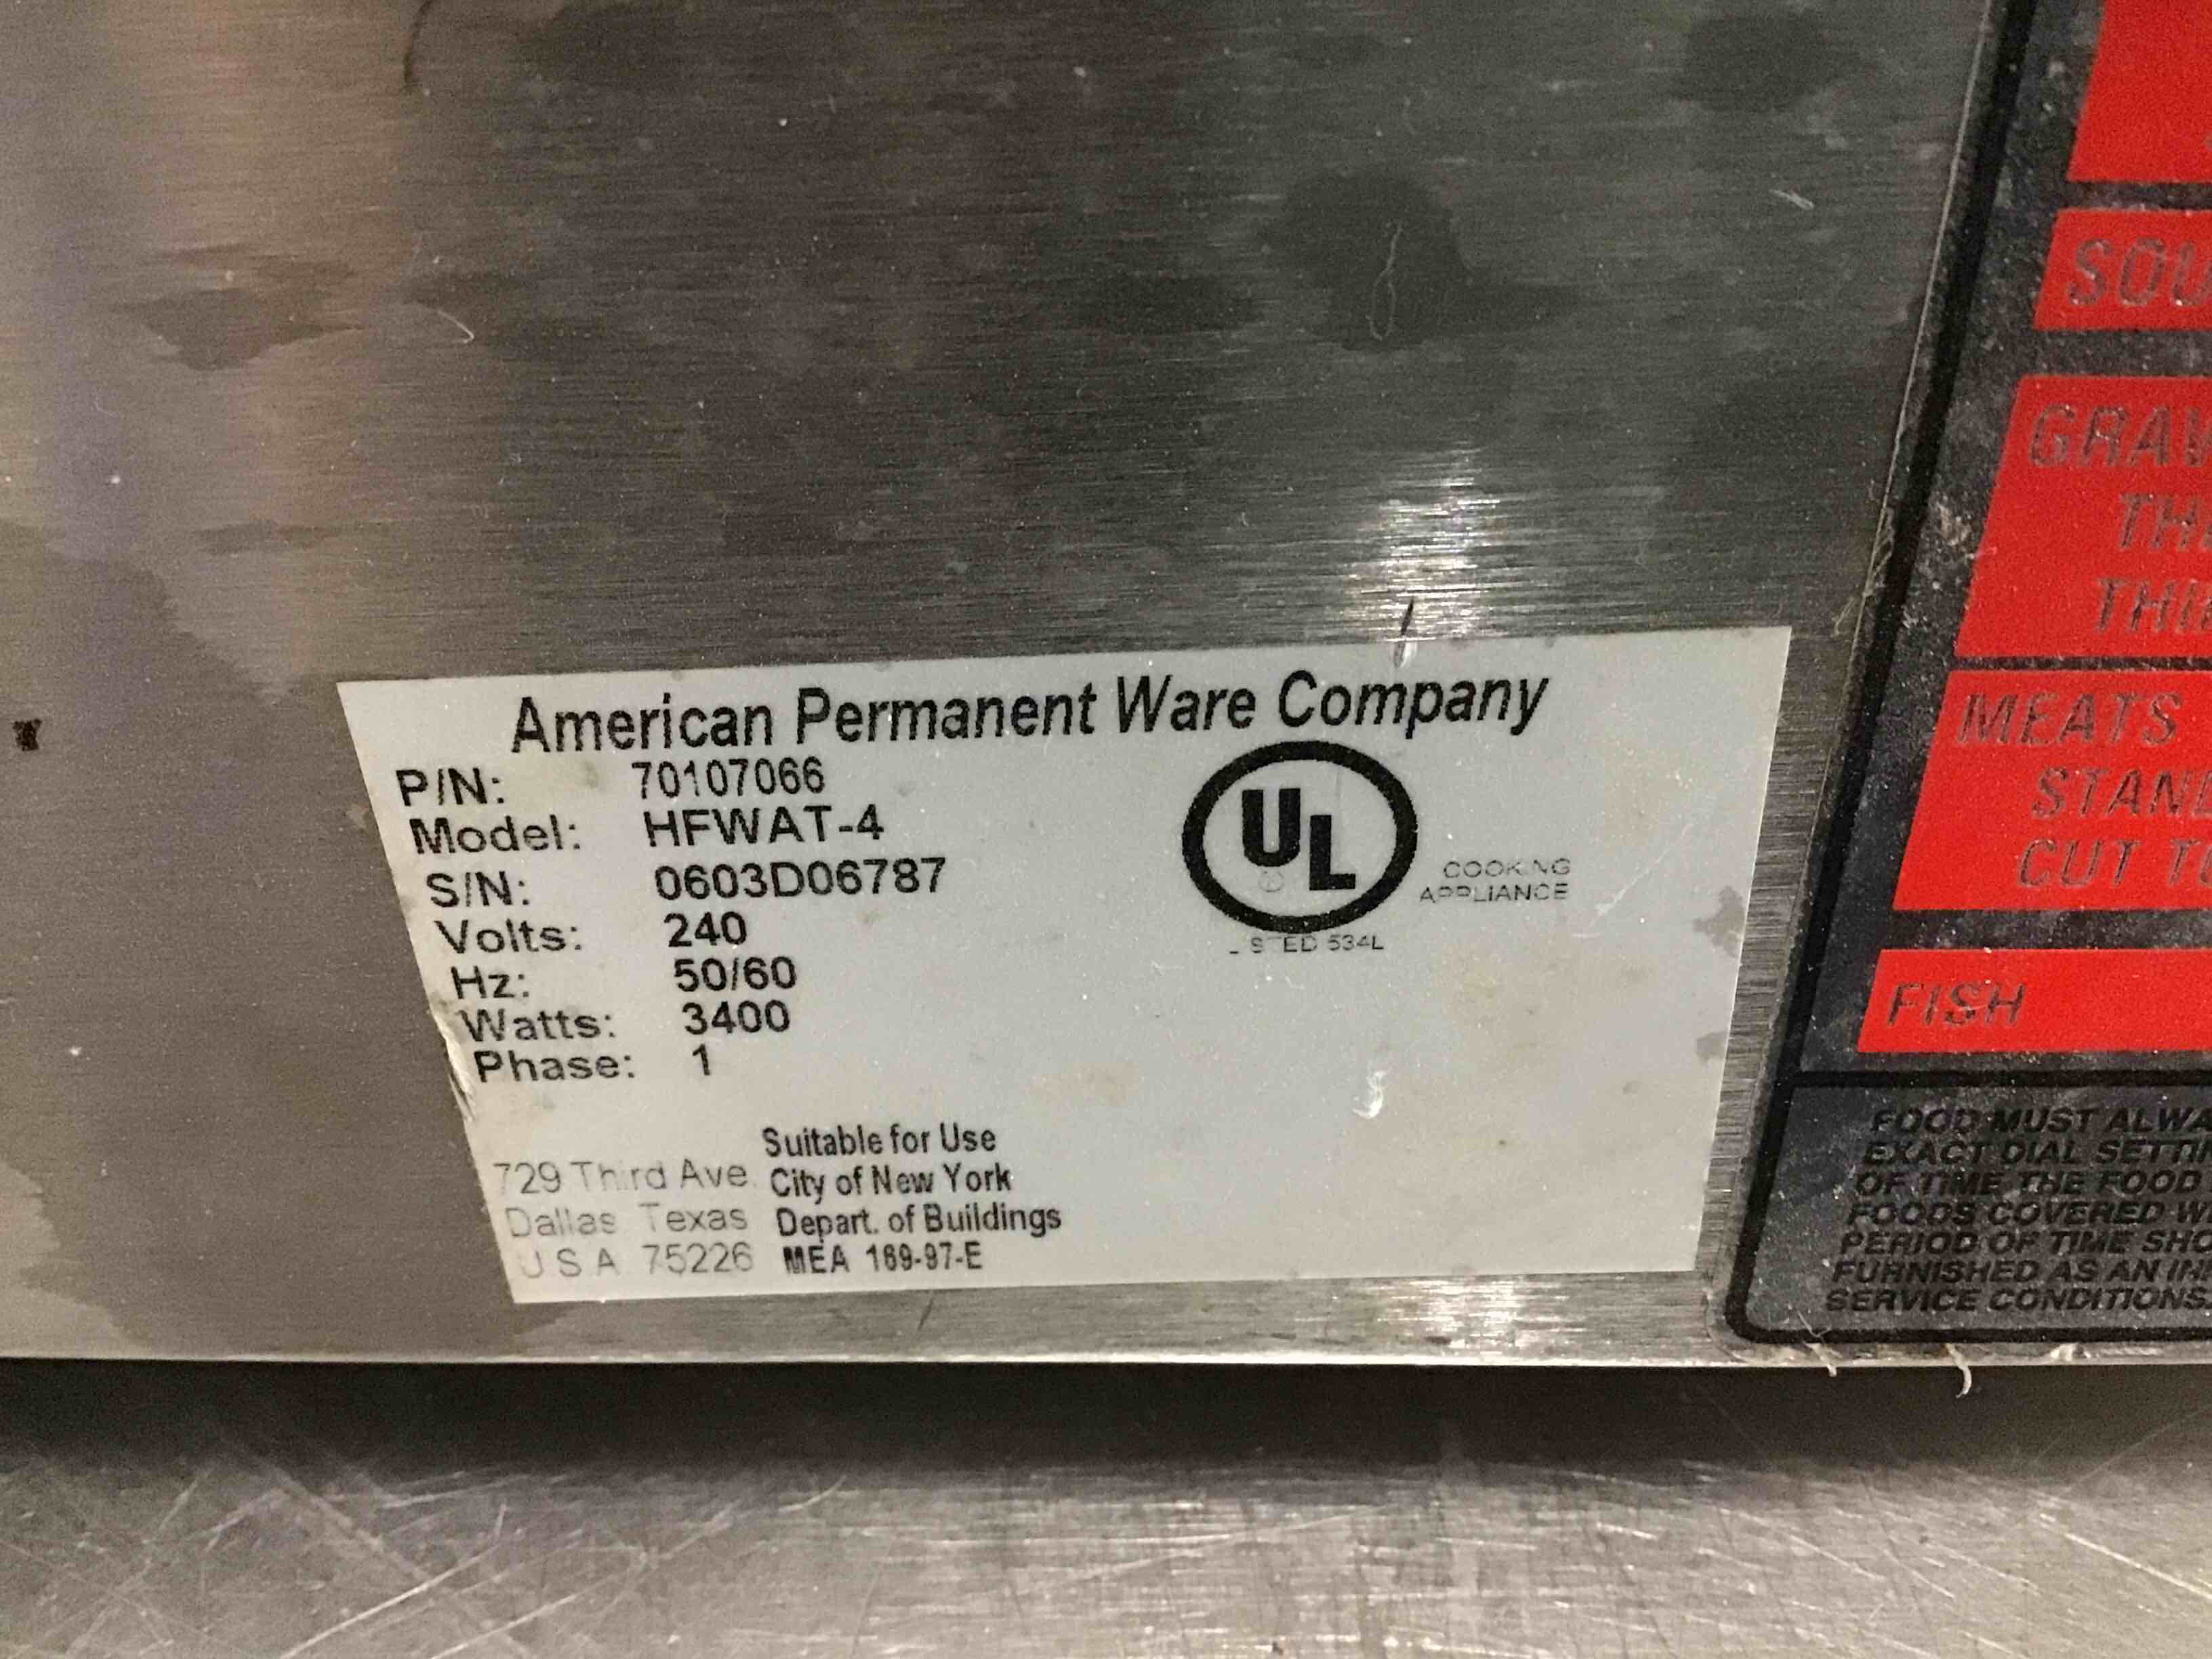 American Permanent Ware Company
P/N: 70107066
Model: HFWAT-4
S/N: 0603D06787
Volts: 240
Hz: 50/60
Watts: 3400
Phase: 1
UL
COOKING
APPLIANCE
LISTED 534L
Suitable for Use
729 Third Ave. City of New York
Dallas Texas Depart. of Buildings
U S A 75226 MEA 169-97-E
SOU
GRAV
TH
THI
MEATS
STAN
CUT TO
FISH
FOOD MUST ALWA
EXACT DIAL SETTIN
OF TIME THE FOOD
FOODS COVERED W
PERIOD OF TIME SHO
FURNISHED AS AN IN
SERVICE CONDITIONS.